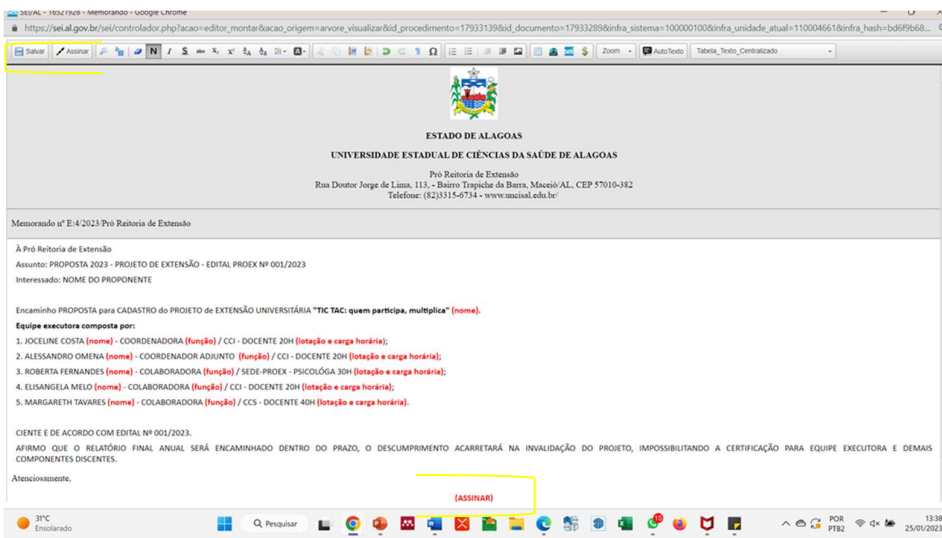 SEI/AL - 16521928 - Memorando - Google Chrome
https://sei.al.gov.br/sei/controlador.php?acao=editor_montar&acao_origem=arvore_visualizar&id_procedimento=17933139&id_documento=17933289&infra_sistema=100000100&infra_unidade_atual=110004661&infra_hash=bd6f9b68...
Salvar Assinar N I S abc X₂ X² Zoom AutoTexto Tabela_Texto_Centralizado
ESTADO DE ALAGOAS
UNIVERSIDADE ESTADUAL DE CIÊNCIAS DA SAÚDE DE ALAGOAS
Pró Reitoria de Extensão
Rua Doutor Jorge de Lima, 113, - Bairro Trapiche da Barra, Maceió/AL, CEP 57010-382
Telefone: (82)3315-6734 - www.uncisal.edu.br/
Memorando nº E:4/2023/Pró Reitoria de Extensão
À Pró Reitoria de Extensão
Assunto: PROPOSTA 2023 - PROJETO DE EXTENSÃO - EDITAL PROEX Nº 001/2023
Interessado: NOME DO PROPONENTE
Encaminho PROPOSTA para CADASTRO do PROJETO de EXTENSÃO UNIVERSITÁRIA "TIC TAC: quem participa, multiplica" (nome).
Equipe executora composta por:
1. JOCELINE COSTA (nome) - COORDENADORA (função) / CCI - DOCENTE 20H (lotação e carga horária);
2. ALESSANDRO OMENA (nome) - COORDENADOR ADJUNTO (função) / CCI - DOCENTE 20H (lotação e carga horária);
3. ROBERTA FERNANDES (nome) - COLABORADORA (função) / SEDE-PROEX - PSICOLÓGA 30H (lotação e carga horária);
4. ELISANGELA MELO (nome) - COLABORADORA (função) / CCI - DOCENTE 20H (lotação e carga horária);
5. MARGARETH TAVARES (nome) - COLABORADORA (função) / CCS - DOCENTE 40H (lotação e carga horária).
CIENTE E DE ACORDO COM EDITAL Nº 001/2023.
AFIRMO QUE O RELATÓRIO FINAL ANUAL SERÁ ENCAMINHADO DENTRO DO PRAZO, O DESCUMPRIMENTO ACARRETARÁ NA INVALIDAÇÃO DO PROJETO, IMPOSSIBILITANDO A CERTIFICAÇÃO PARA EQUIPE EXECUTORA E DEMAIS
COMPONENTES DISCENTES.
Atenciosamente,
(ASSINAR)
31°C
Ensolarado
Pesquisar
POR
PTB2
13:38
25/01/2023